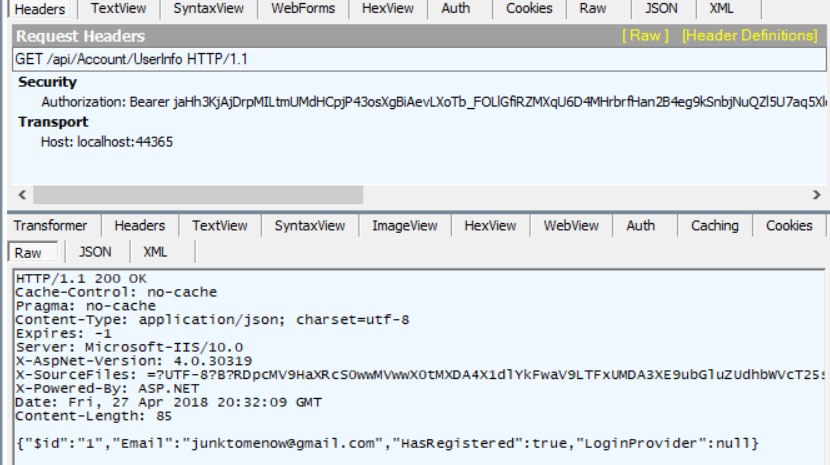 Headers TextView SyntaxView WebForms HexView Auth Cookies Raw JSON XML
Request Headers [ Raw ] [Header Definitions]
GET /api/Account/UserInfo HTTP/1.1
Security
Authorization: Bearer
Transport
Host: localhost:44365
Transformer Headers TextView SyntaxView ImageView HexView WebView Auth Caching Cookies
Raw JSON XML
HTTP/1.1 200 OK
Cache-Control: no-cache
Pragma: no-cache
Content-Type: application/json; charset=utf-8
Expires: -1
Server: Microsoft-IIS/10.0
X-AspNet-Version: 4.0.30319
X-SourceFiles:
X-Powered-By: ASP.NET
Date: Fri, 27 Apr 2018 20:32:09 GMT
Content-Length: 85
{"$id":"1","Email":"junktomenow@gmail.com","HasRegistered":true,"LoginProvider":null}